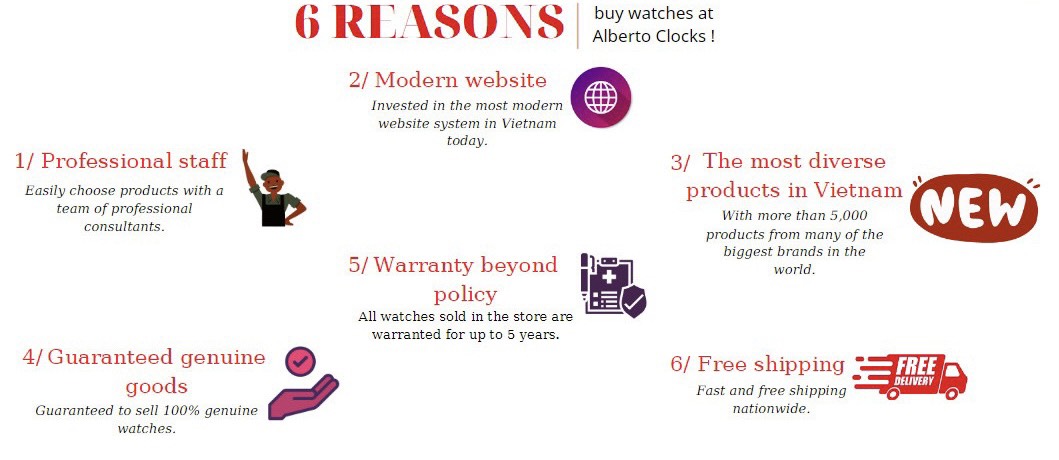 6 REASONS
buy watches at
Alberto Clocks !
1/ Professional staff
Easily choose products with a
team of professional
consultants.
2/ Modern website
Invested in the most modern
website system in Vietnam
today.
3/ The most diverse
products in Vietnam
With more than 5,000
products from many of the
biggest brands in the
world.
NEW
4/ Guaranteed genuine
goods
Guaranteed to sell 100% genuine
watches.
5/ Warranty beyond
policy
All watches sold in the store are
warranted for up to 5 years.
6/ Free shipping
Fast and free shipping
nationwide.
FREE
DELIVERY